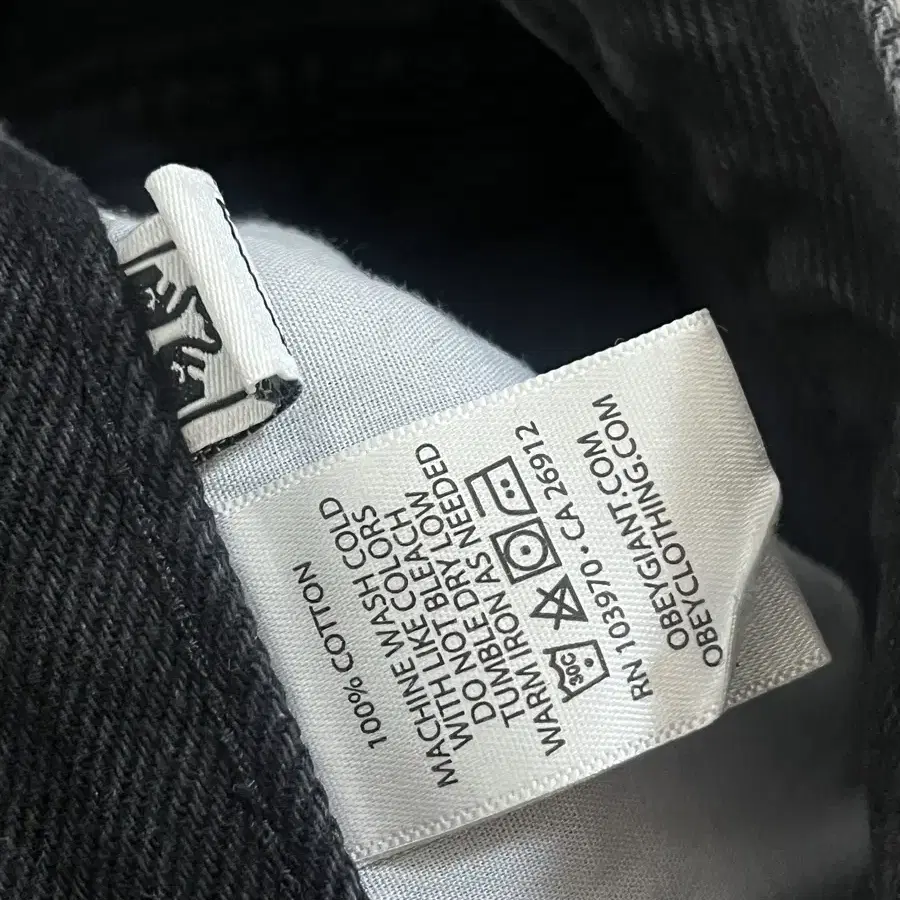 100% COTTON
MACHINE WASH COLD
WITH LIKE COLORS
DO NOT BLEACH
TUMBLE DRY LOW
WARM IRON AS NEEDED
30C
RN 103970 • CA 26912
OBEYGIANT.COM
OBEYCLOTHING.COM